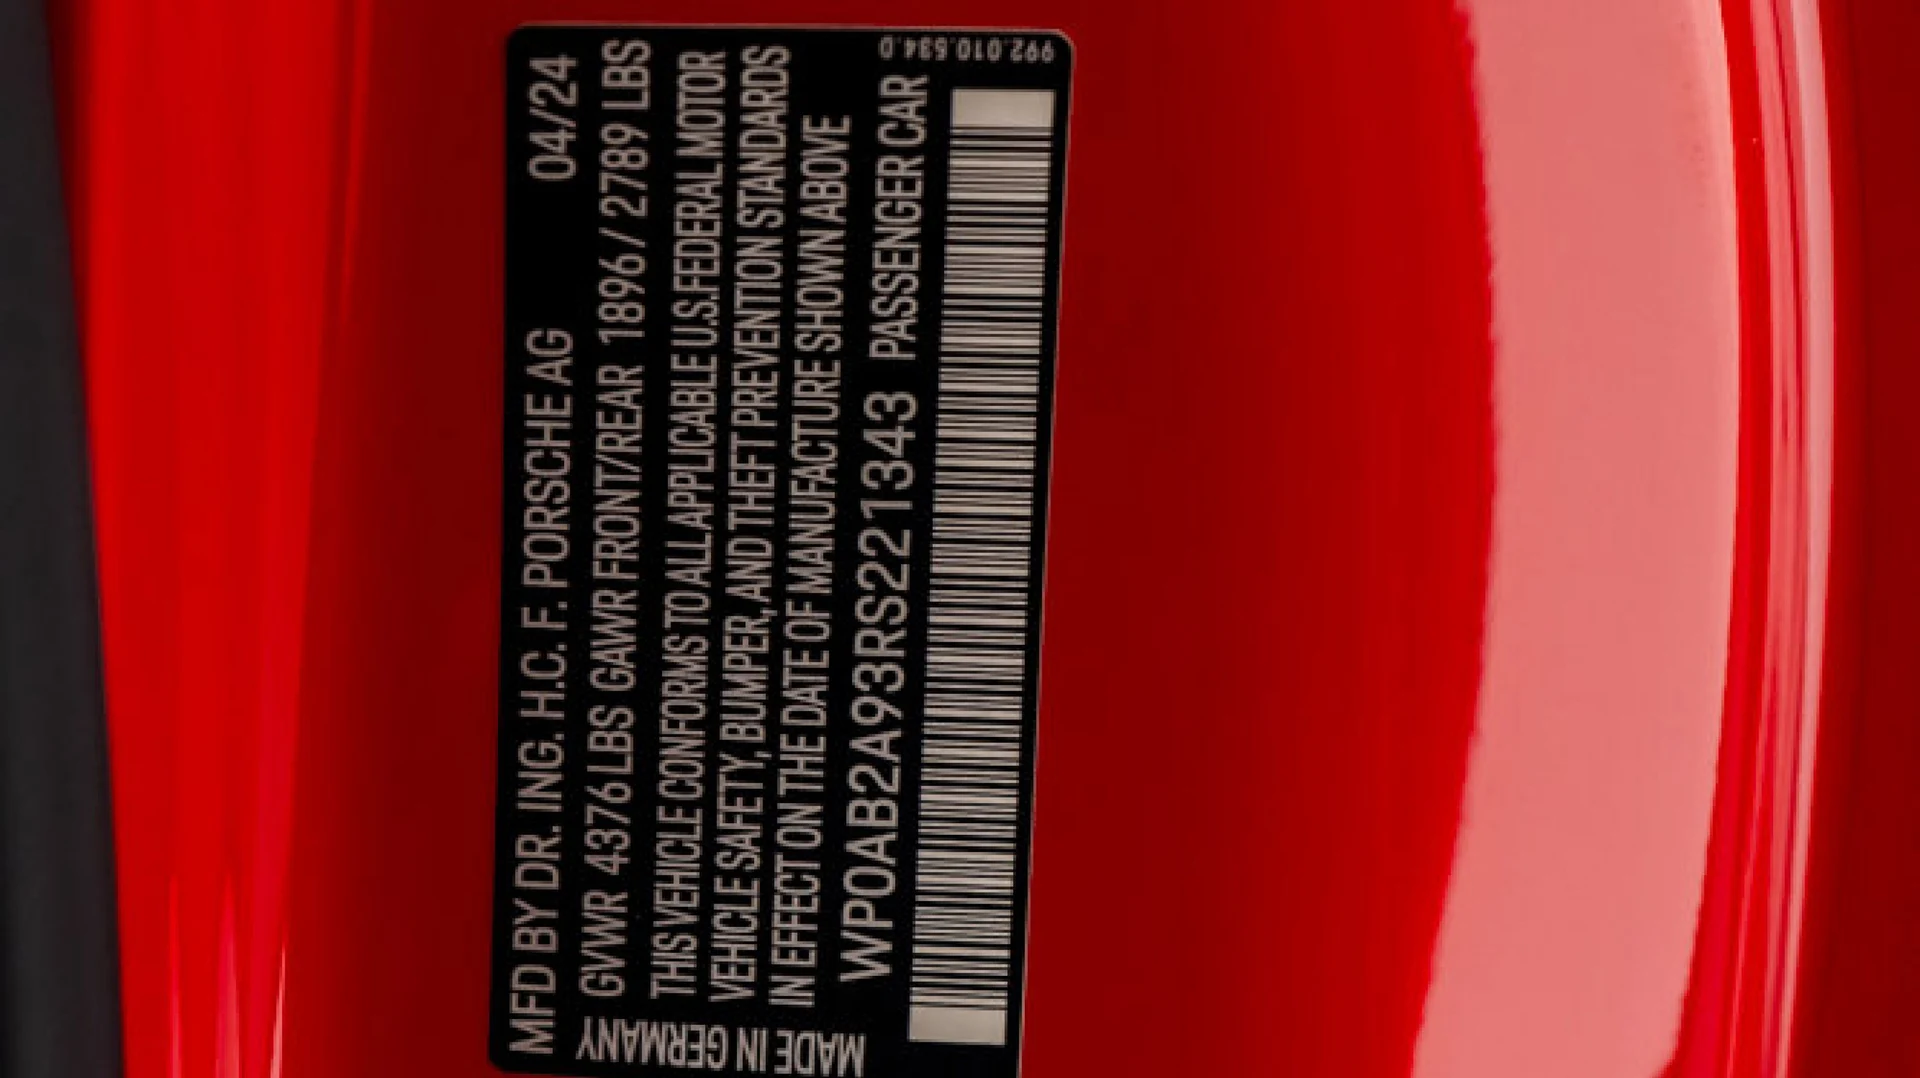 MFD BY DR. ING. H.C. F. PORSCHE AG 04/24
GVWR 4376 LBS GAWR FRONT/REAR 1896 / 2789 LBS
THIS VEHICLE CONFORMS TO ALL APPLICABLE U.S.FEDERAL MOTOR
VEHICLE SAFETY, BUMPER, AND THEFT PREVENTION STANDARDS
IN EFFECT ON THE DATE OF MANUFACTURE SHOWN ABOVE
WP0AB2A93RS221343 PASSENGER CAR
MADE IN GERMANY
992.010.534.D